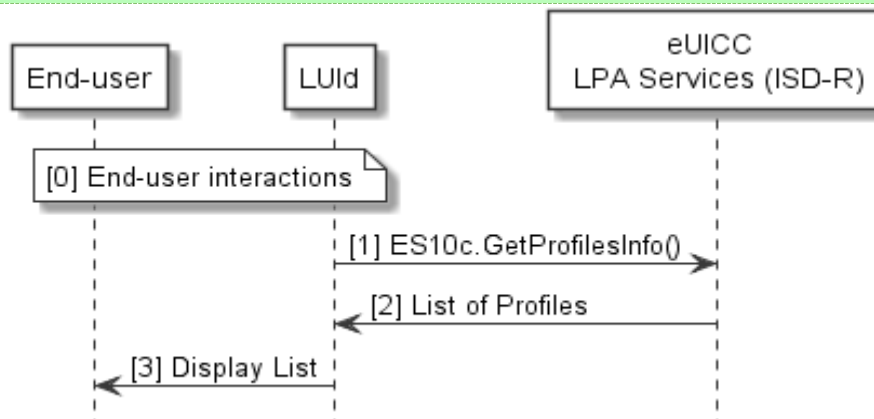 End-user
LUId
eUICC
LPA Services (ISD-R)
[0] End-user interactions
[1] ES10c.GetProfilesInfo()
[2] List of Profiles
[3] Display List